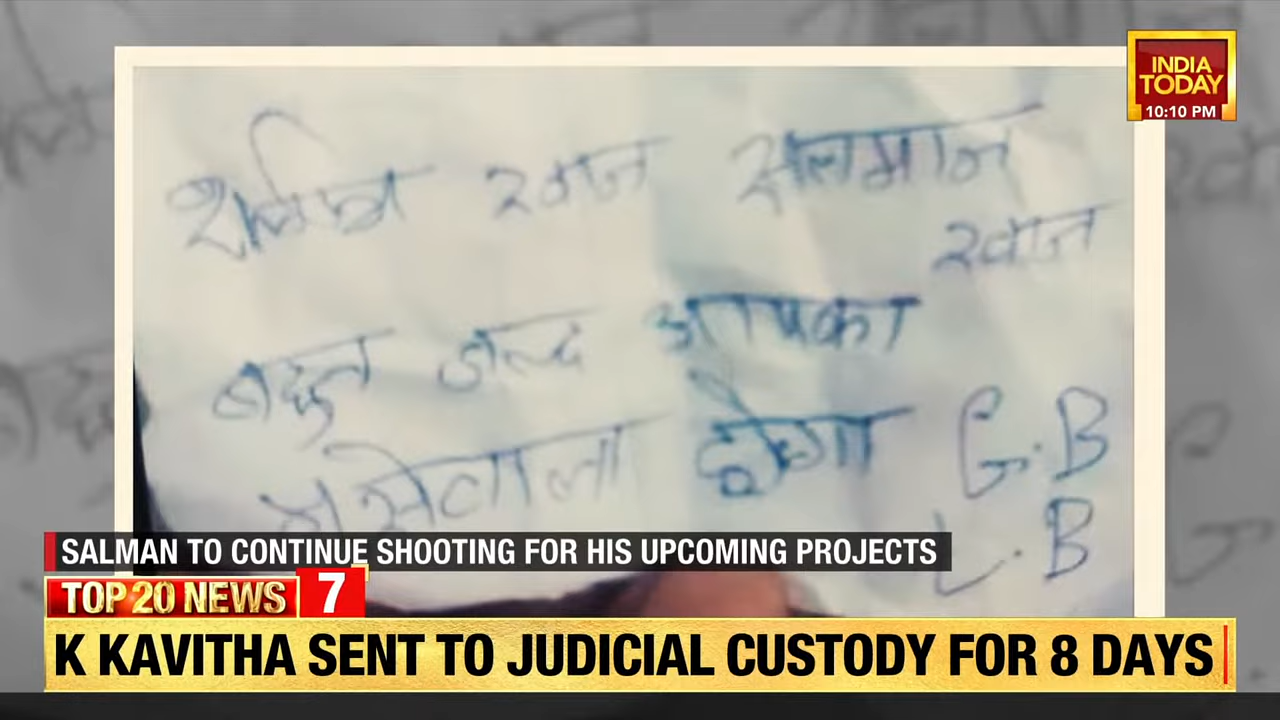 INDIA
TODAY
10:10 PM
खान सलमान
खान
बहुत जल्द आपका
होगा G.B
L.B
SALMAN TO CONTINUE SHOOTING FOR HIS UPCOMING PROJECTS
TOP 20 NEWS 7
K KAVITHA SENT TO JUDICIAL CUSTODY FOR 8 DAYS